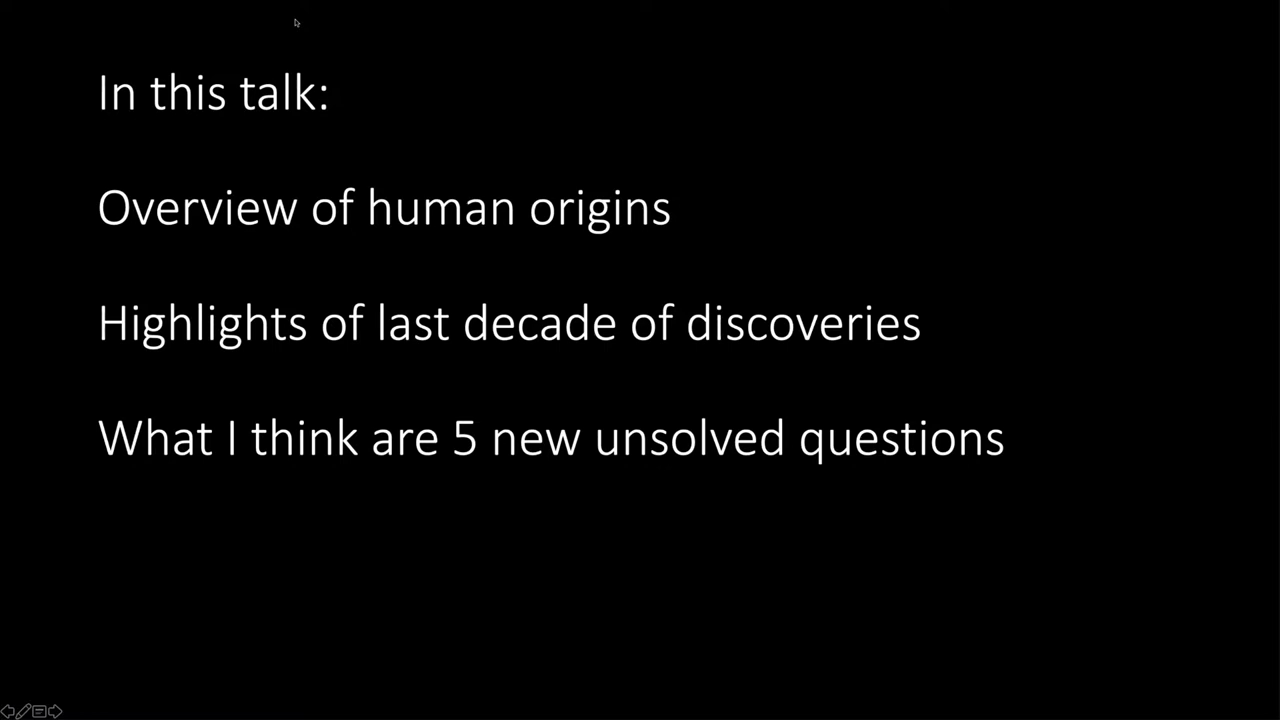 In this talk:
Overview of human origins
Highlights of last decade of discoveries
What I think are 5 new unsolved questions